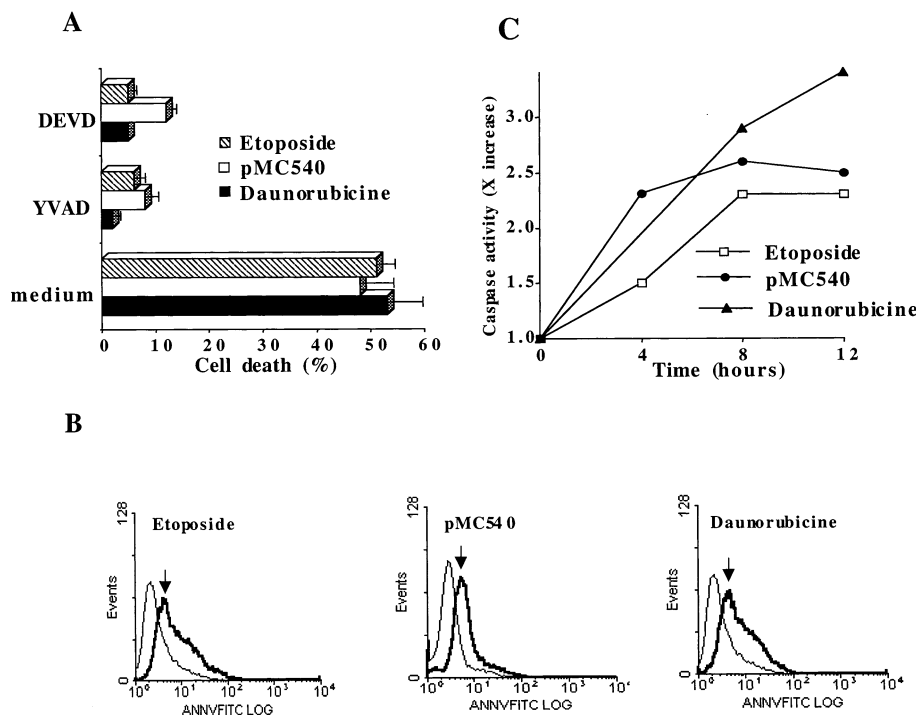 A
DEVD
YVAD
medium
Etoposide
pMC540
Daunorubicine
0 10 20 30 40 50 60
Cell death (%)
C
Caspase activity (X increase)
3.0
2.5
2.0
1.5
1.0
0 4 8 12
Time (hours)
Etoposide
pMC540
Daunorubicine
B
Etoposide
128
Events
0
10⁰ 10¹ 10² 10³ 10⁴
ANNVFITC LOG
pMC540
128
Events
0
10⁰ 10¹ 10² 10³ 10⁴
ANNVFITC LOG
Daunorubicine
128
Events
0
10⁰ 10¹ 10² 10³ 10⁴
ANNVFITC LOG